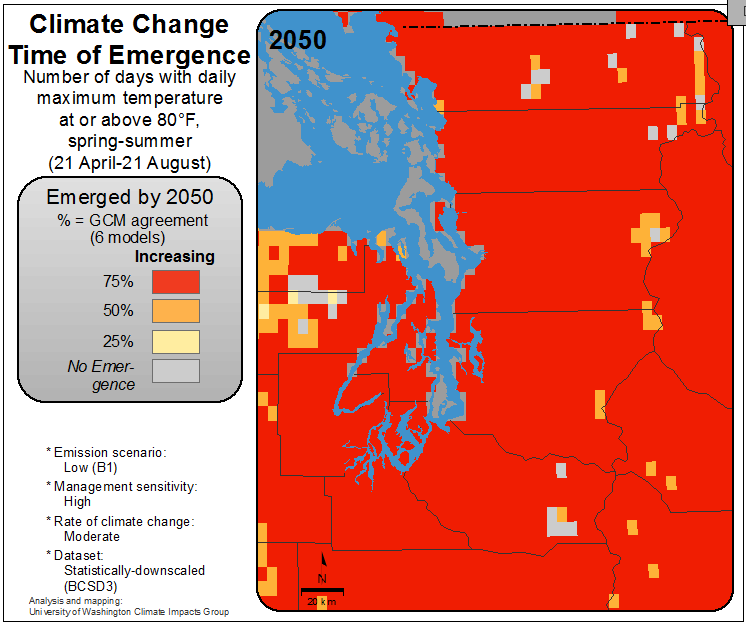 Climate Change
Time of Emergence
Number of days with daily
maximum temperature
at or above 80°F,
spring-summer
(21 April-21 August)
Emerged by 2050
% = GCM agreement
(6 models)
Increasing
75%
50%
25%
No Emer-
gence
* Emission scenario:
Low (B1)
* Management sensitivity:
High
* Rate of climate change:
Moderate
* Dataset:
Statistically-downscaled
(BCSD3)
Analysis and mapping:
University of Washington Climate Impacts Group
2050
N
20 km